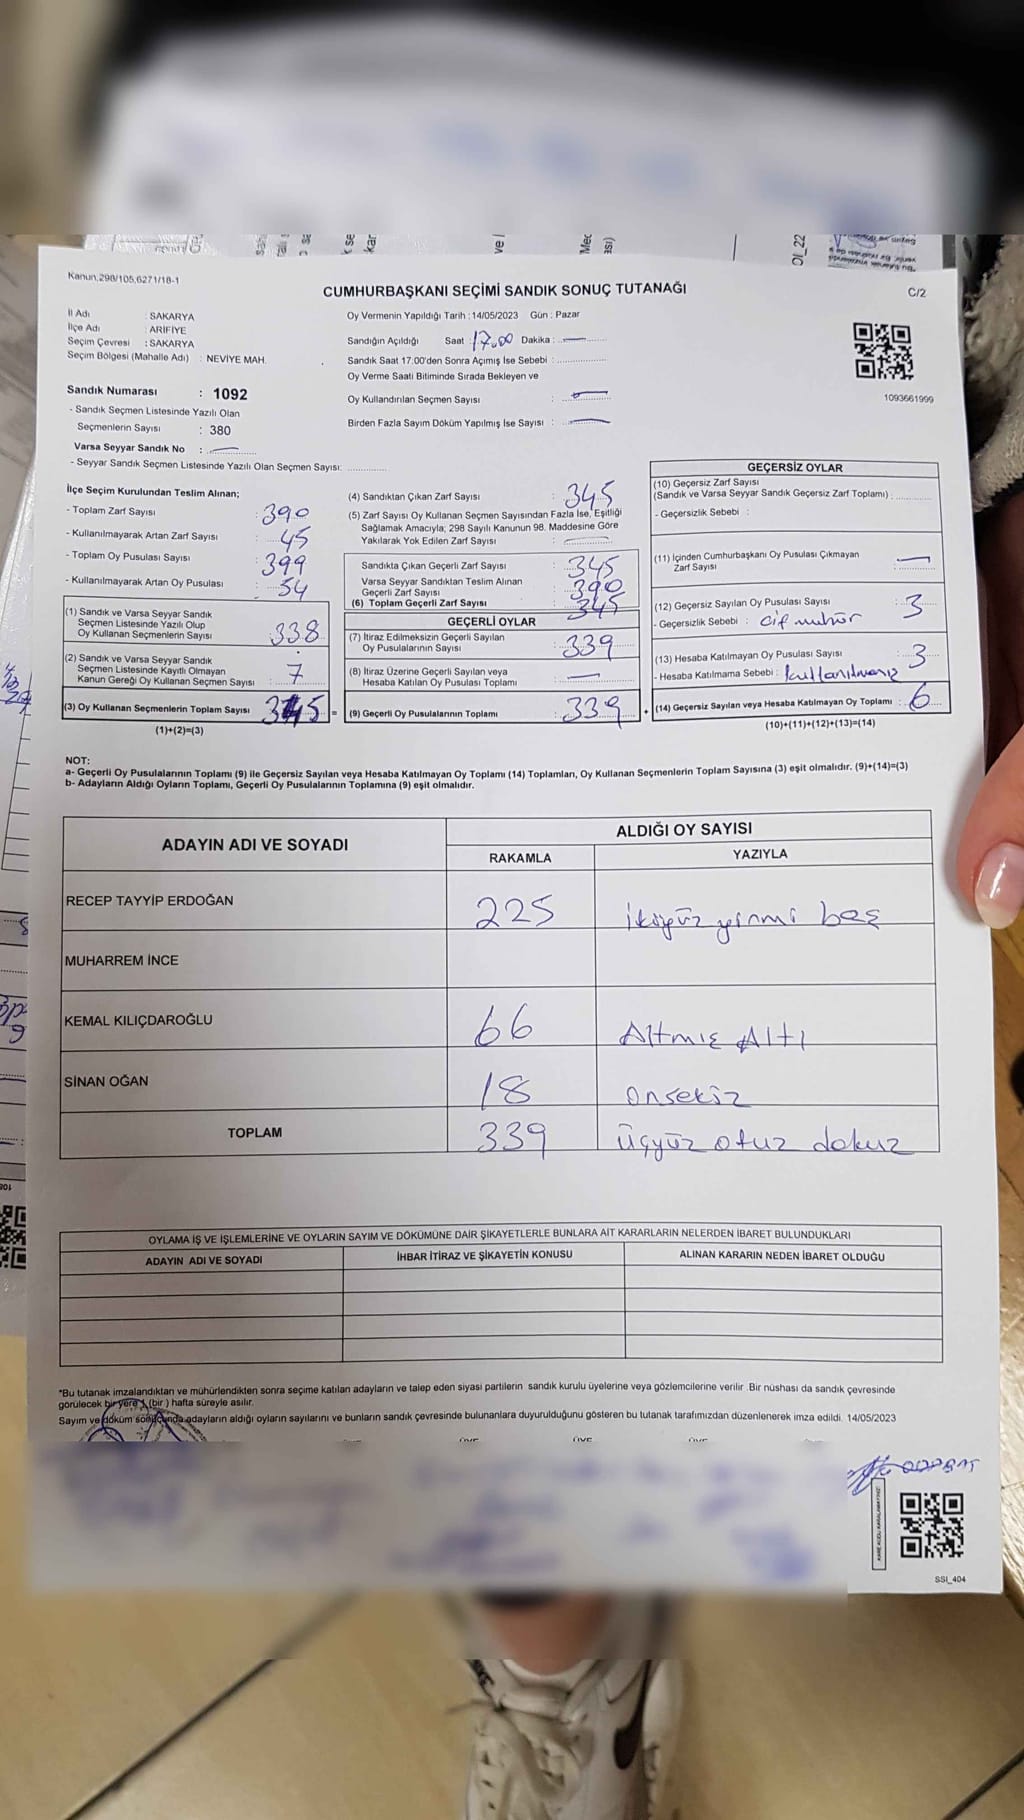 Kanun,298/105,6271/18-1
CUMHURBAŞKANI SEÇİMİ SANDIK SONUÇ TUTANAĞI
C/2
İl Adı : SAKARYA
İlçe Adı : ARİFİYE
Seçim Çevresi : SAKARYA
Seçim Bölgesi (Mahalle Adı) : NEVİYE MAH.
Oy Vermenin Yapıldığı Tarih :14/05/2023 Gün : Pazar
Sandığın Açıldığı Saat : 17.00 Dakika : —
Sandık Saat 17:00'den Sonra Açılmış İse Sebebi :
Oy Verme Saati Bitiminde Sırada Bekleyen ve
Oy Kullandırılan Seçmen Sayısı : —
Birden Fazla Sayım Döküm Yapılmış İse Sayısı : —
1093661999
Sandık Numarası : 1092
- Sandık Seçmen Listesinde Yazılı Olan
Seçmenlerin Sayısı : 380
Varsa Seyyar Sandık No : —
- Seyyar Sandık Seçmen Listesinde Yazılı Olan Seçmen Sayısı:
İlçe Seçim Kurulundan Teslim Alınan;
- Toplam Zarf Sayısı : 390
- Kullanılmayarak Artan Zarf Sayısı : 45
- Toplam Oy Pusulası Sayısı : 399
- Kullanılmayarak Artan Oy Pusulası : 54
(1) Sandık ve Varsa Seyyar Sandık
Seçmen Listesinde Yazılı Olup
Oy Kullanan Seçmenlerin Sayısı : 338
(2) Sandık ve Varsa Seyyar Sandık
Seçmen Listesinde Kayıtlı Olmayan
Kanun Gereği Oy Kullanan Seçmen Sayısı : 7
(3) Oy Kullanan Seçmenlerin Toplam Sayısı 345 =
(1)+(2)=(3)
(4) Sandıktan Çıkan Zarf Sayısı : 345
(5) Zarf Sayısı Oy Kullanan Seçmen Sayısından Fazla İse, Eşitliği
Sağlamak Amacıyla; 298 Sayılı Kanunun 98. Maddesine Göre
Yakılarak Yok Edilen Zarf Sayısı : —
Sandıkta Çıkan Geçerli Zarf Sayısı : 345
Varsa Seyyar Sandıktan Teslim Alınan
Geçerli Zarf Sayısı : 390
(6) Toplam Geçerli Zarf Sayısı : 345
GEÇERLİ OYLAR
(7) İtiraz Edilmeksizin Geçerli Sayılan
Oy Pusulalarının Sayısı : 339
(8) İtiraz Üzerine Geçerli Sayılan veya
Hesaba Katılan Oy Pusulası Toplamı : —
(9) Geçerli Oy Pusulalarının Toplamı : 339 +
GEÇERSİZ OYLAR
(10) Geçersiz Zarf Sayısı
(Sandık ve Varsa Seyyar Sandık Geçersiz Zarf Toplamı) :
- Geçersizlik Sebebi :
(11) İçinden Cumhurbaşkanı Oy Pusulası Çıkmayan
Zarf Sayısı : —
(12) Geçersiz Sayılan Oy Pusulası Sayısı : 3
- Geçersizlik Sebebi : çif mühür
(13) Hesaba Katılmayan Oy Pusulası Sayısı : 3
- Hesaba Katılmama Sebebi :
(14) Geçersiz Sayılan veya Hesaba Katılmayan Oy Toplamı : 6
(10)+(11)+(12)+(13)=(14)
NOT:
a- Geçerli Oy Pusulalarının Toplamı (9) ile Geçersiz Sayılan veya Hesaba Katılmayan Oy Toplamı (14) Toplamları, Oy Kullanan Seçmenlerin Toplam Sayısına (3) eşit olmalıdır. (9)+(14)=(3)
b- Adayların Aldığı Oyların Toplamı, Geçerli Oy Pusulalarının Toplamına (9) eşit olmalıdır.
ADAYIN ADI VE SOYADI
ALDIĞI OY SAYISI
RAKAMLA YAZIYLA
RECEP TAYYİP ERDOĞAN 225 ikiyüz yirmi beş
MUHARREM İNCE
KEMAL KILIÇDAROĞLU 66 Altmış Altı
SİNAN OĞAN 18 onsekiz
TOPLAM 339 üçyüz otuz dokuz
OYLAMA İŞ VE İŞLEMLERİNE VE OYLARIN SAYIM VE DÖKÜMÜNE DAİR ŞİKAYETLERLE BUNLARA AİT KARARLARIN NELERDEN İBARET BULUNDUKLARI
ADAYIN ADI VE SOYADI İHBAR İTİRAZ VE ŞİKAYETİN KONUSU ALINAN KARARIN NEDEN İBARET OLDUĞU
*Bu tutanak imzalandıktan ve mühürlendikten sonra seçime katılan adayların ve talep eden siyasi partilerin sandık kurulu üyelerine veya gözlemcilerine verilir .Bir nüshası da sandık çevresinde
görülecek bir yere 1 (bir ) hafta süreyle asılır.
Sayım ve döküm sonucunda adayların aldığı oyların sayılarını ve bunların sandık çevresinde bulunanlara duyurulduğunu gösteren bu tutanak tarafımızdan düzenlenerek imza edildi. 14/05/2023
SSI_404